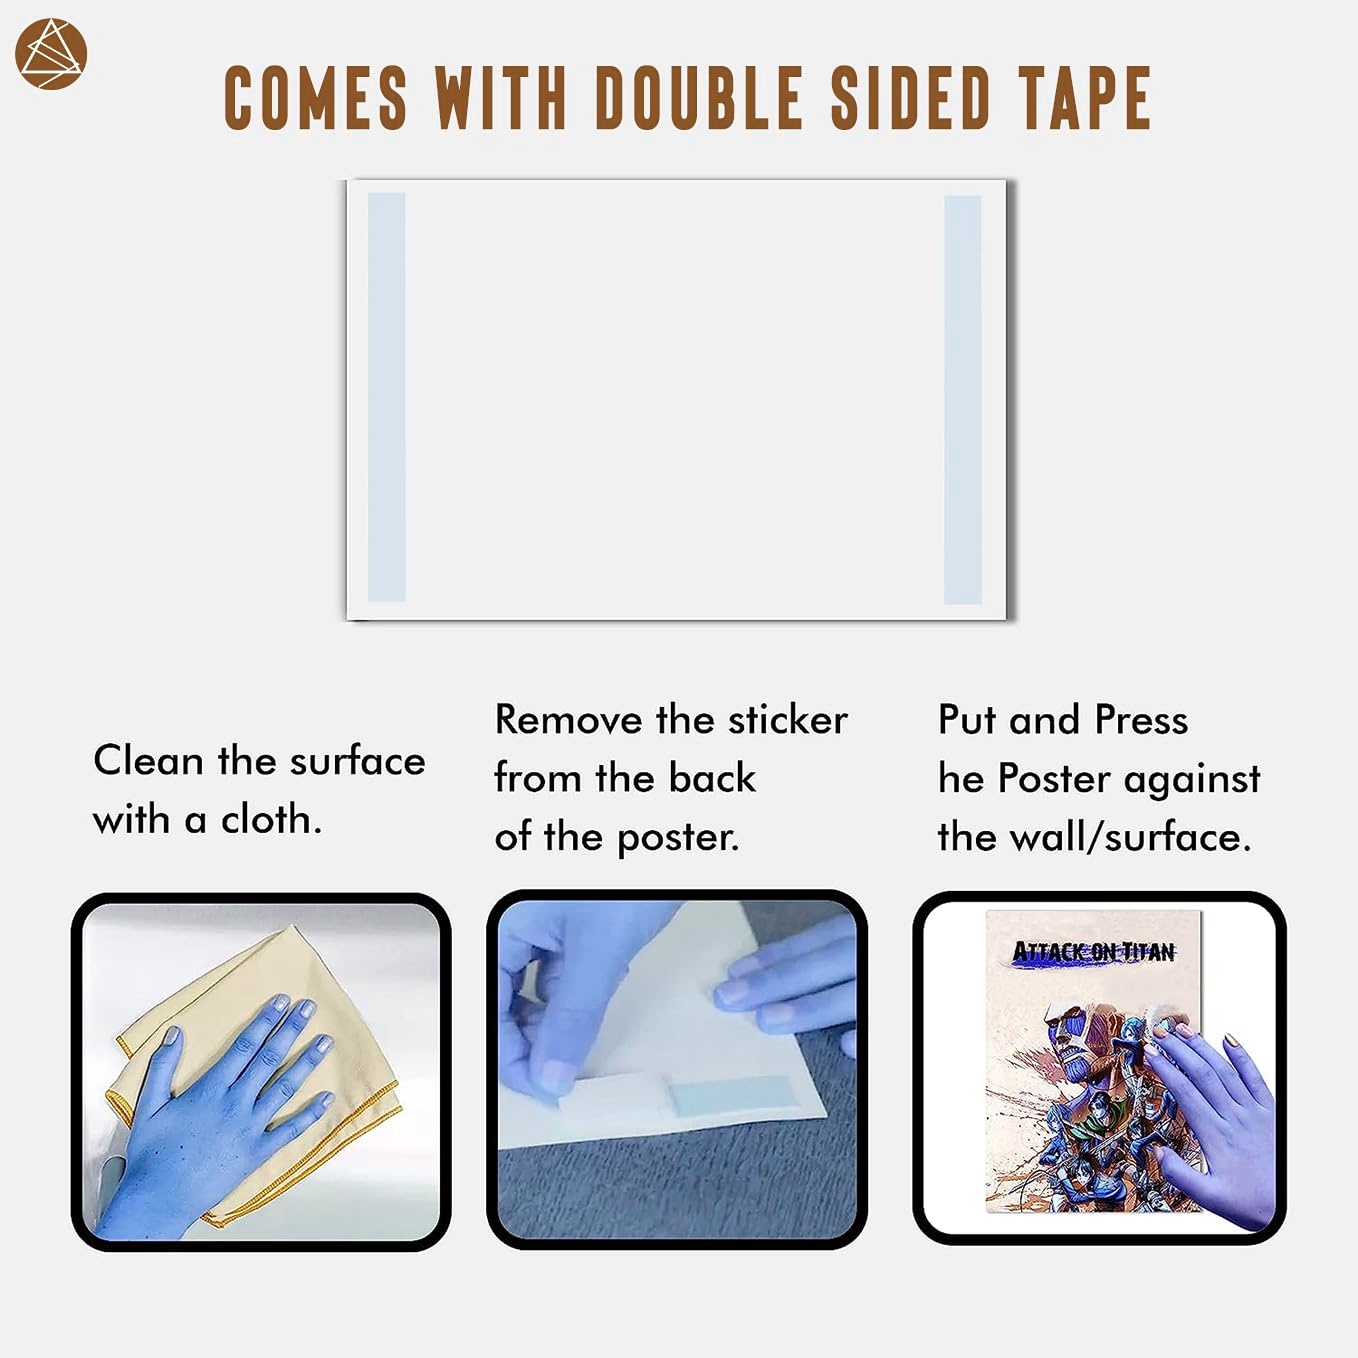 COMES WITH DOUBLE SIDED TAPE
Clean the surface
with a cloth.
Remove the sticker
from the back
of the poster.
Put and Press
he Poster against
the wall/surface.
ATTACK ON TITAN